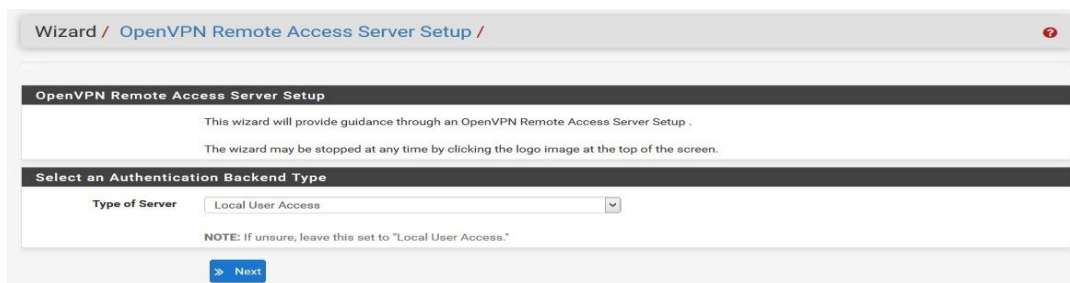 Wizard / OpenVPN Remote Access Server Setup /
OpenVPN Remote Access Server Setup
This wizard will provide guidance through an OpenVPN Remote Access Server Setup .
The wizard may be stopped at any time by clicking the logo image at the top of the screen.
Select an Authentication Backend Type
Type of Server Local User Access
NOTE: If unsure, leave this set to "Local User Access."
» Next